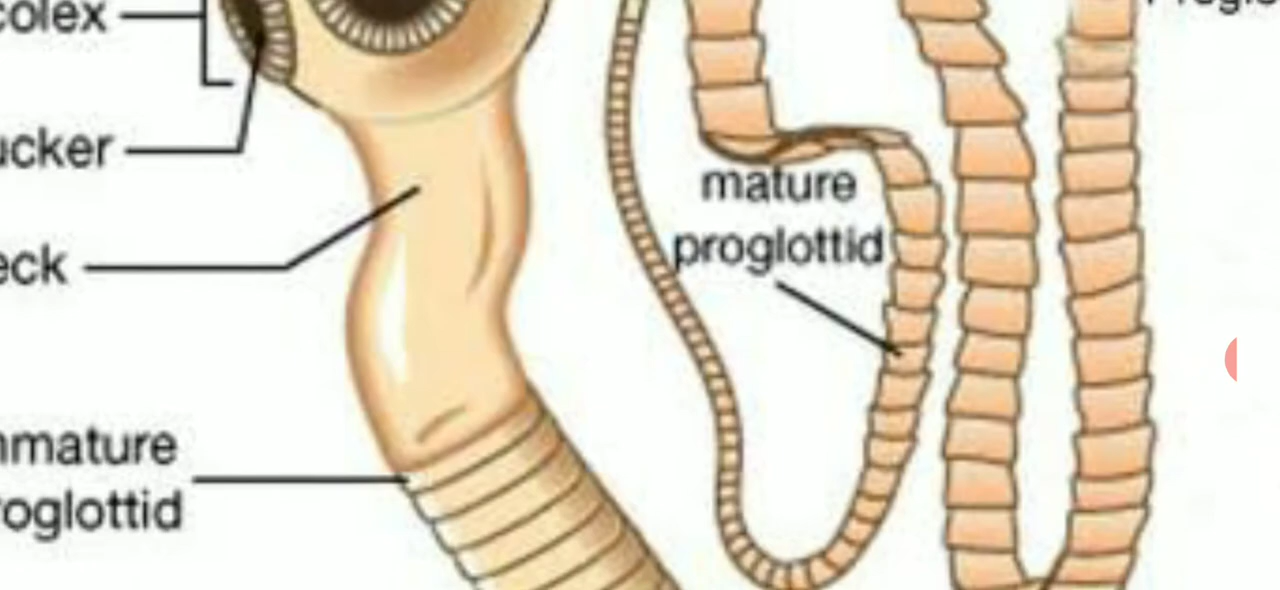 colex
ucker
eck
mature
proglottid
mmature
roglottid